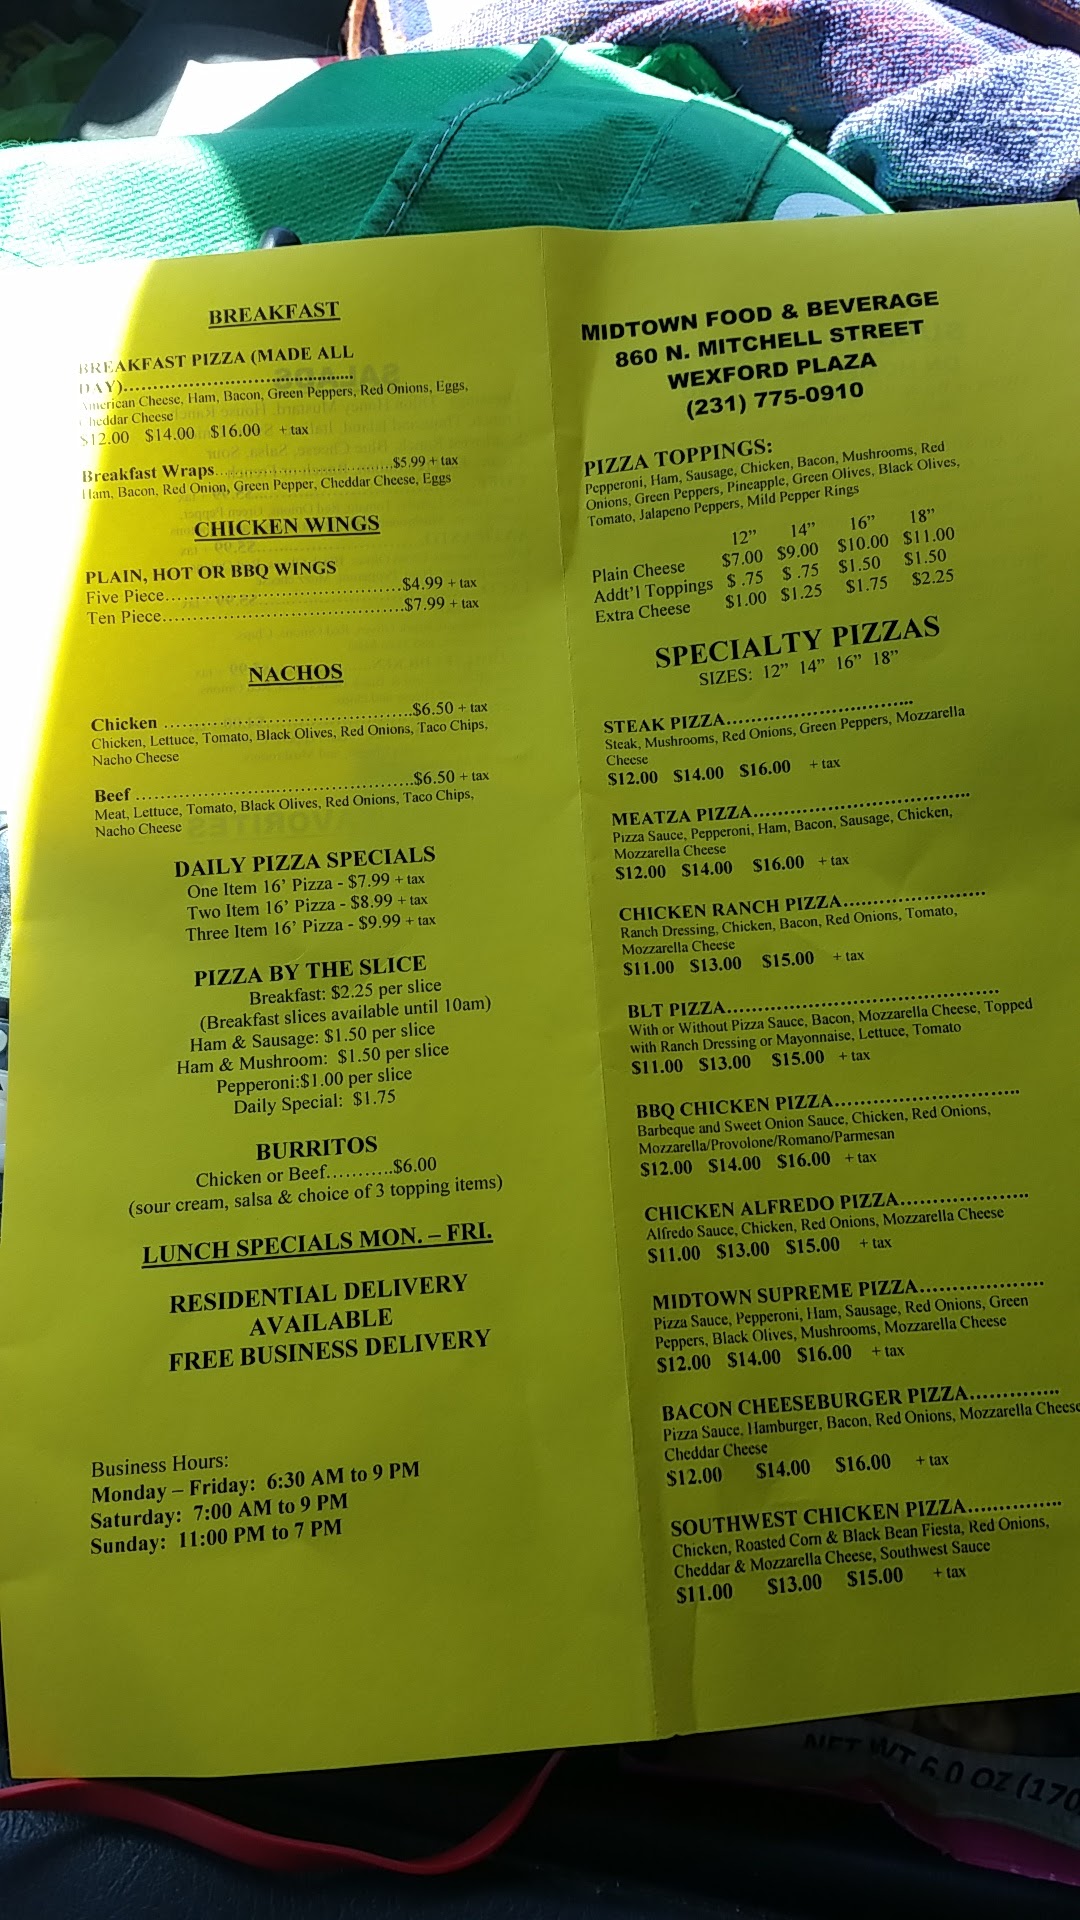 BREAKFAST
BREAKFAST PIZZA (MADE ALL
DAY)..........................................
American Cheese, Ham, Bacon, Green Peppers, Red Onions, Eggs,
Cheddar Cheese
$12.00 $14.00 $16.00 + tax
Breakfast Wraps..................................$5.99 + tax
Ham, Bacon, Red Onion, Green Pepper, Cheddar Cheese, Eggs
CHICKEN WINGS
PLAIN, HOT OR BBQ WINGS
Five Piece.............................................$4.99 + tax
Ten Piece..............................................$7.99 + tax
NACHOS
Chicken ...............................................$6.50 + tax
Chicken, Lettuce, Tomato, Black Olives, Red Onions, Taco Chips,
Nacho Cheese
Beef .....................................................$6.50 + tax
Meat, Lettuce, Tomato, Black Olives, Red Onions, Taco Chips,
Nacho Cheese
DAILY PIZZA SPECIALS
One Item 16' Pizza - $7.99 + tax
Two Item 16' Pizza - $8.99 + tax
Three Item 16' Pizza - $9.99 + tax
PIZZA BY THE SLICE
Breakfast: $2.25 per slice
(Breakfast slices available until 10am)
Ham & Sausage: $1.50 per slice
Ham & Mushroom: $1.50 per slice
Pepperoni:$1.00 per slice
Daily Special: $1.75
BURRITOS
Chicken or Beef...........$6.00
(sour cream, salsa & choice of 3 topping items)
LUNCH SPECIALS MON. – FRI.
RESIDENTIAL DELIVERY
AVAILABLE
FREE BUSINESS DELIVERY
Business Hours:
Monday – Friday: 6:30 AM to 9 PM
Saturday: 7:00 AM to 9 PM
Sunday: 11:00 PM to 7 PM
MIDTOWN FOOD & BEVERAGE
860 N. MITCHELL STREET
WEXFORD PLAZA
(231) 775-0910
PIZZA TOPPINGS:
Pepperoni, Ham, Sausage, Chicken, Bacon, Mushrooms, Red
Onions, Green Peppers, Pineapple, Green Olives, Black Olives,
Tomato, Jalapeno Peppers, Mild Pepper Rings
12” 14” 16” 18”
Plain Cheese $7.00 $9.00 $10.00 $11.00
Addt'l Toppings $ .75 $ .75 $1.50 $1.50
Extra Cheese $1.00 $1.25 $1.75 $2.25
SPECIALTY PIZZAS
SIZES: 12” 14” 16” 18”
STEAK PIZZA..............................
Steak, Mushrooms, Red Onions, Green Peppers, Mozzarella
Cheese
$12.00 $14.00 $16.00 + tax
MEATZA PIZZA..................................
Pizza Sauce, Pepperoni, Ham, Bacon, Sausage, Chicken,
Mozzarella Cheese
$12.00 $14.00 $16.00 + tax
CHICKEN RANCH PIZZA......................
Ranch Dressing, Chicken, Bacon, Red Onions, Tomato,
Mozzarella Cheese
$11.00 $13.00 $15.00 + tax
BLT PIZZA..........................................
With or Without Pizza Sauce, Bacon, Mozzarella Cheese, Topped
with Ranch Dressing or Mayonnaise, Lettuce, Tomato
$11.00 $13.00 $15.00 + tax
BBQ CHICKEN PIZZA.............................
Barbeque and Sweet Onion Sauce, Chicken, Red Onions,
Mozzarella/Provolone/Romano/Parmesan
$12.00 $14.00 $16.00 + tax
CHICKEN ALFREDO PIZZA....................
Alfredo Sauce, Chicken, Red Onions, Mozzarella Cheese
$11.00 $13.00 $15.00 + tax
MIDTOWN SUPREME PIZZA...................
Pizza Sauce, Pepperoni, Ham, Sausage, Red Onions, Green
Peppers, Black Olives, Mushrooms, Mozzarella Cheese
$12.00 $14.00 $16.00 + tax
BACON CHEESEBURGER PIZZA..............
Pizza Sauce, Hamburger, Bacon, Red Onions, Mozzarella Cheese
Cheddar Cheese
$12.00 $14.00 $16.00 + tax
SOUTHWEST CHICKEN PIZZA...............
Chicken, Roasted Corn & Black Bean Fiesta, Red Onions,
Cheddar & Mozzarella Cheese, Southwest Sauce
$11.00 $13.00 $15.00 + tax
NET WT 6.0 OZ (170